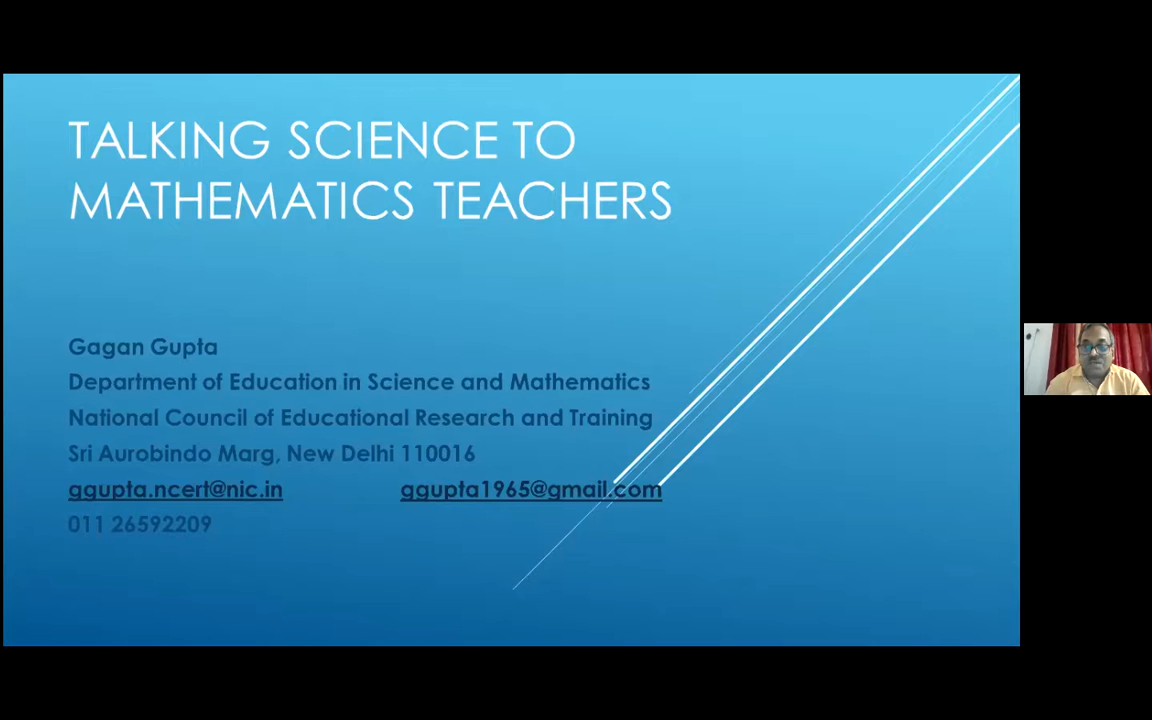 TALKING SCIENCE TO
MATHEMATICS TEACHERS
Gagan Gupta
Department of Education in Science and Mathematics
National Council of Educational Research and Training
Sri Aurobindo Marg, New Delhi 110016
ggupta.ncert@nic.in ggupta1965@gmail.com
011 26592209